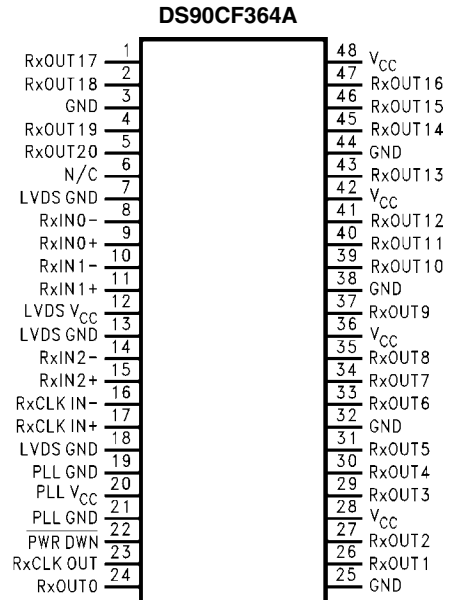 DS90CF364A
RxOUT17 1
RxOUT18 2
GND 3
RxOUT19 4
RxOUT20 5
N/C 6
LVDS GND 7
RxIN0- 8
RxIN0+ 9
RxIN1- 10
RxIN1+ 11
LVDS VCC 12
LVDS GND 13
RxIN2- 14
RxIN2+ 15
RxCLK IN- 16
RxCLK IN+ 17
LVDS GND 18
PLL GND 19
PLL VCC 20
PLL GND 21
PWR DWN 22
RxCLK OUT 23
RxOUT0 24
48 VCC
47 RxOUT16
46 RxOUT15
45 RxOUT14
44 GND
43 RxOUT13
42 VCC
41 RxOUT12
40 RxOUT11
39 RxOUT10
38 GND
37 RxOUT9
36 VCC
35 RxOUT8
34 RxOUT7
33 RxOUT6
32 GND
31 RxOUT5
30 RxOUT4
29 RxOUT3
28 VCC
27 RxOUT2
26 RxOUT1
25 GND